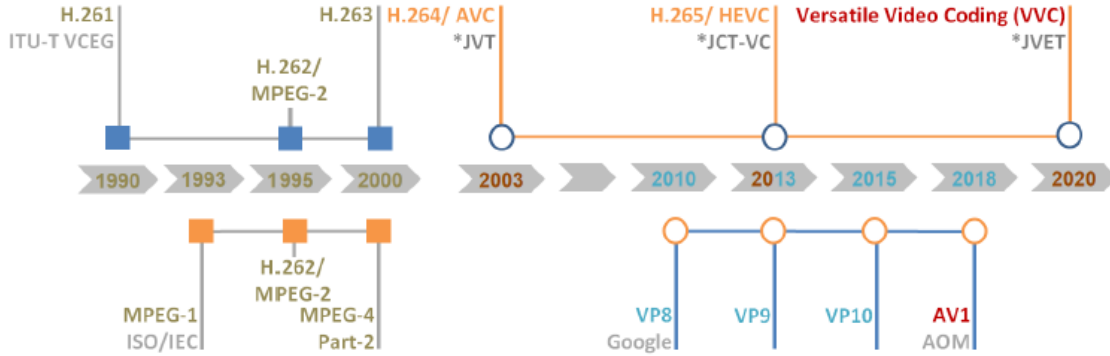 H.261
ITU-T VCEG
H.262/
MPEG-2
H.263
H.264/ AVC
*JVT
H.265/ HEVC
*JCT-VC
Versatile Video Coding (VVC)
*JVET
1990
1993
1995
2000
2003
2010
2013
2015
2018
2020
MPEG-1
ISO/IEC
H.262/
MPEG-2
MPEG-4
Part-2
VP8
Google
VP9
VP10
AV1
AOM